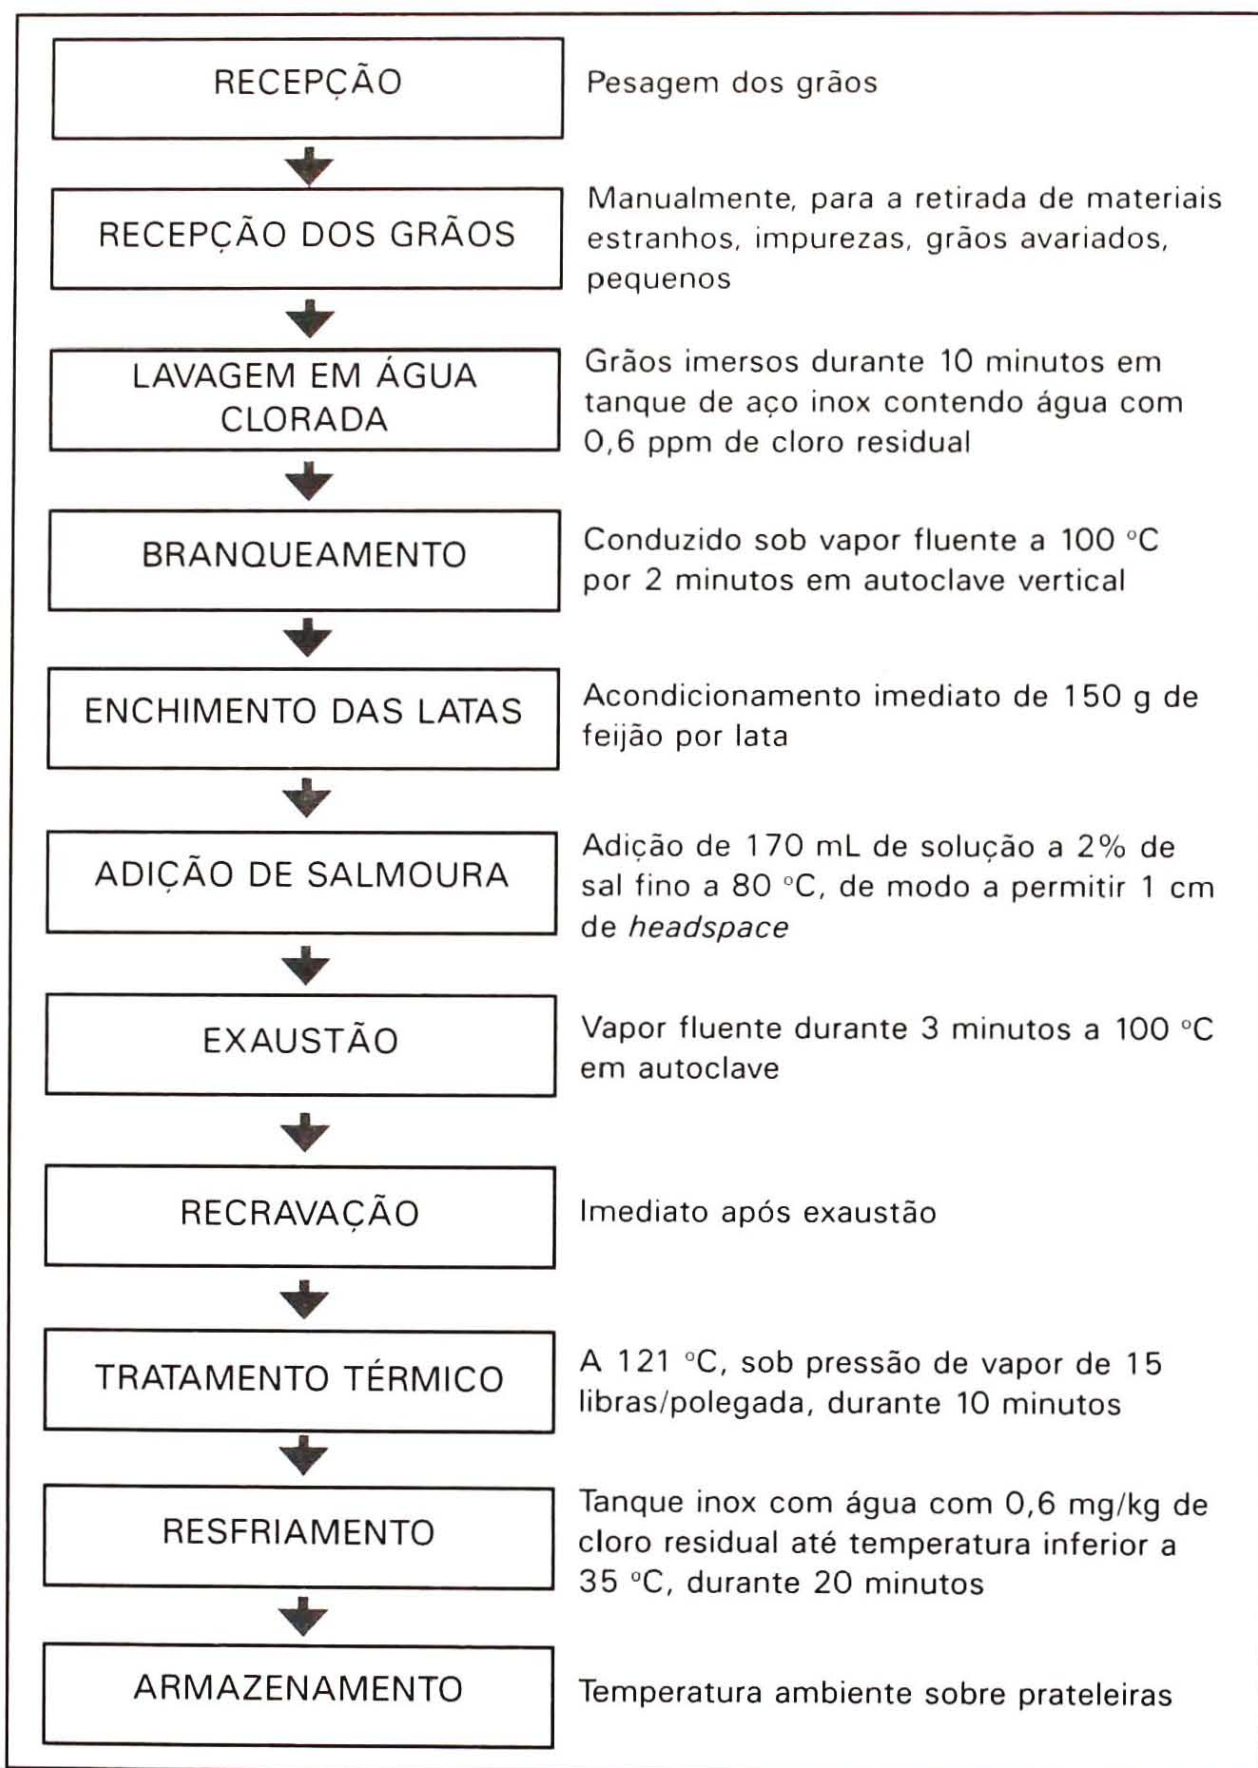 RECEPÇÃO
Pesagem dos grãos
RECEPÇÃO DOS GRÃOS
Manualmente, para a retirada de materiais
estranhos, impurezas, grãos avariados,
pequenos
LAVAGEM EM ÁGUA
CLORADA
Grãos imersos durante 10 minutos em
tanque de aço inox contendo água com
0,6 ppm de cloro residual
BRANQUEAMENTO
Conduzido sob vapor fluente a 100 ºC
por 2 minutos em autoclave vertical
ENCHIMENTO DAS LATAS
Acondicionamento imediato de 150 g de
feijão por lata
ADIÇÃO DE SALMOURA
Adição de 170 mL de solução a 2% de
sal fino a 80 ºC, de modo a permitir 1 cm
de headspace
EXAUSTÃO
Vapor fluente durante 3 minutos a 100 ºC
em autoclave
RECRAVAÇÃO
Imediato após exaustão
TRATAMENTO TÉRMICO
A 121 ºC, sob pressão de vapor de 15
libras/polegada, durante 10 minutos
RESFRIAMENTO
Tanque inox com água com 0,6 mg/kg de
cloro residual até temperatura inferior a
35 ºC, durante 20 minutos
ARMAZENAMENTO
Temperatura ambiente sobre prateleiras